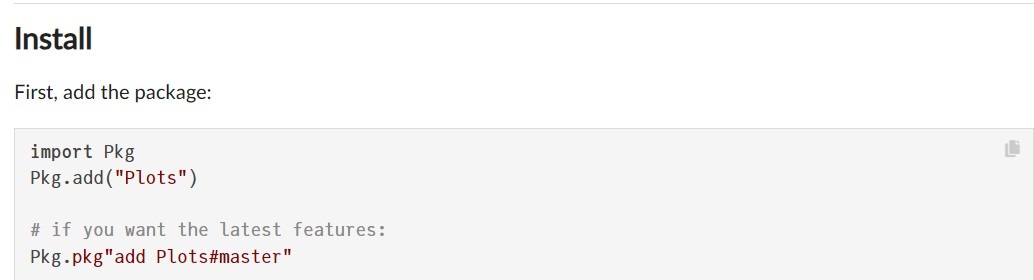 Install
First, add the package:
import Pkg
Pkg.add("Plots")
# if you want the latest features:
Pkg.pkg"add Plots#master"